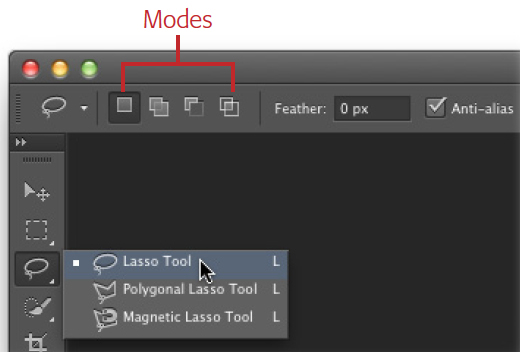 Modes
Feather: 0 px Anti-alias
Lasso Tool L
Polygonal Lasso Tool L
Magnetic Lasso Tool L